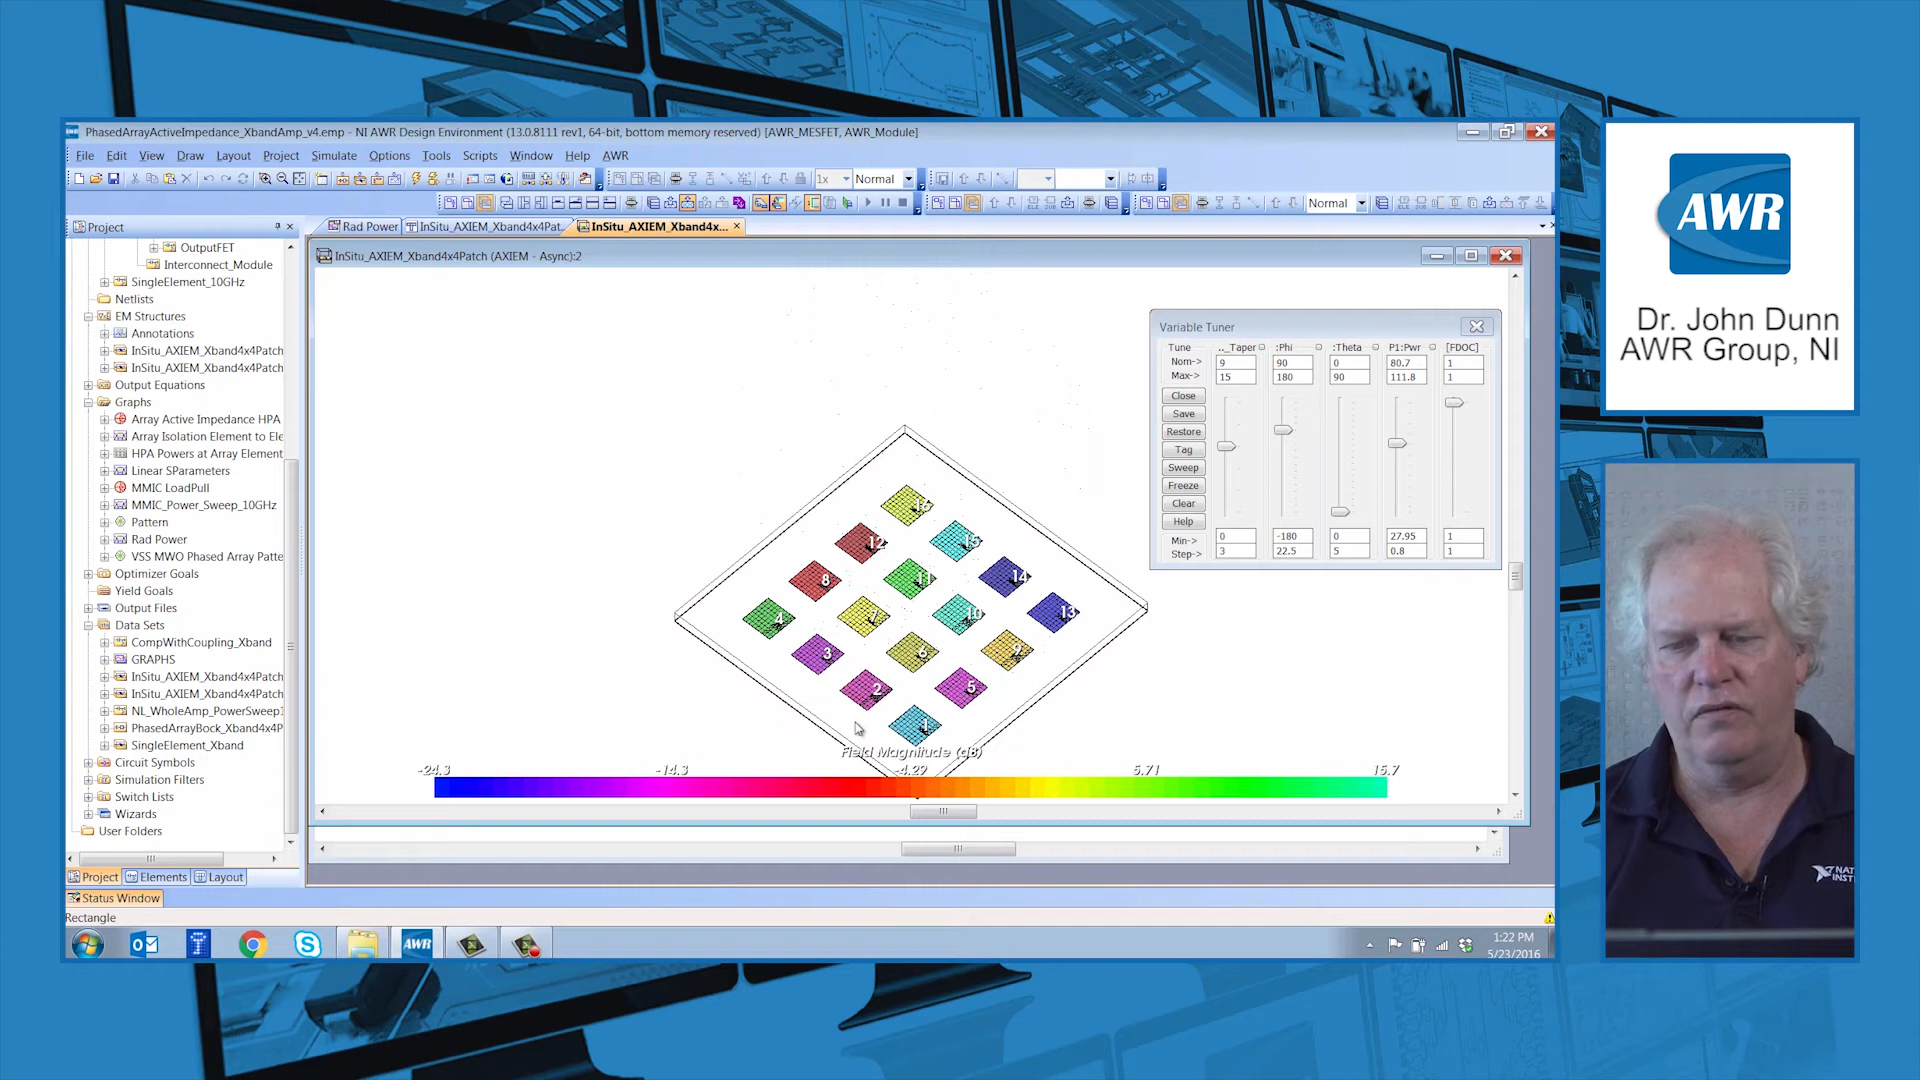 PhasedArrayActiveImpedance_XbandAmp_v4.emp - NI AWR Design Environment (13.0.8111 rev1, 64-bit, bottom memory reserved) [AWR_MESFET, AWR_Module]
File Edit View Draw Layout Project Simulate Options Tools Scripts Window Help AWR
1x Normal
Normal
Project
Rad Power InSitu_AXIEM_Xband4x4Pat... InSitu_AXIEM_Xband4x...
InSitu_AXIEM_Xband4x4Patch (AXIEM - Async):2
OutputFET
Interconnect_Module
SingleElement_10GHz
Netlists
EM Structures
Annotations
InSitu_AXIEM_Xband4x4Patch
InSitu_AXIEM_Xband4x4Patch
Output Equations
Graphs
Array Active Impedance HPA
Array Isolation Element to Ele
HPA Powers at Array Element
Linear SParameters
MMIC LoadPull
MMIC_Power_Sweep_10GHz
Pattern
Rad Power
VSS MWO Phased Array Patte
Optimizer Goals
Yield Goals
Output Files
Data Sets
CompWithCoupling_Xband
GRAPHS
InSitu_AXIEM_Xband4x4Patch
InSitu_AXIEM_Xband4x4Patch
NL_WholeAmp_PowerSweep1
PhasedArrayBock_Xband4x4P
SingleElement_Xband
Circuit Symbols
Simulation Files
Switch Lists
Wizards
User Folders
Project Elements Layout
Status Window
Rectangle
Variable Tuner
Tune .._Taper :Phi :Theta P1:Pwr [FDOC]
Nom-> 9 90 0 80.7 1
Max-> 15 180 90 111.8 1
Close
Save
Restore
Tag
Sweep
Freeze
Clear
Help
Min-> 0 -180 0 27.95 1
Step-> 3 22.5 5 0.8 1
16
12 15
8 11 14
4 7 10 13
3 6 9
2 5
1
Field Magnitude (dB)
-24.3 -14.3 -4.29 5.71 15.7
AWR
1:22 PM
5/23/2016
AWR
Dr. John Dunn
AWR Group, NI